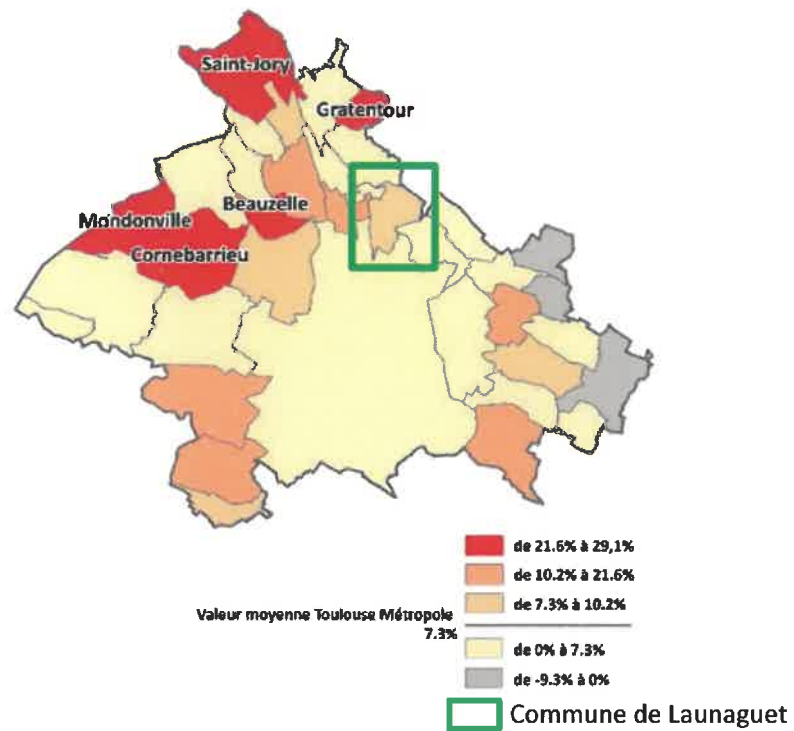 Saint-Jory
Gratentour
Beauzelle
Mondonville
Cornebarrieu
de 21.6% à 29,1%
de 10.2% à 21.6%
de 7.3% à 10.2%
Valeur moyenne Toulouse Métropole
7.3%
de 0% à 7.3%
de -9.3% à 0%
Commune de Launaguet